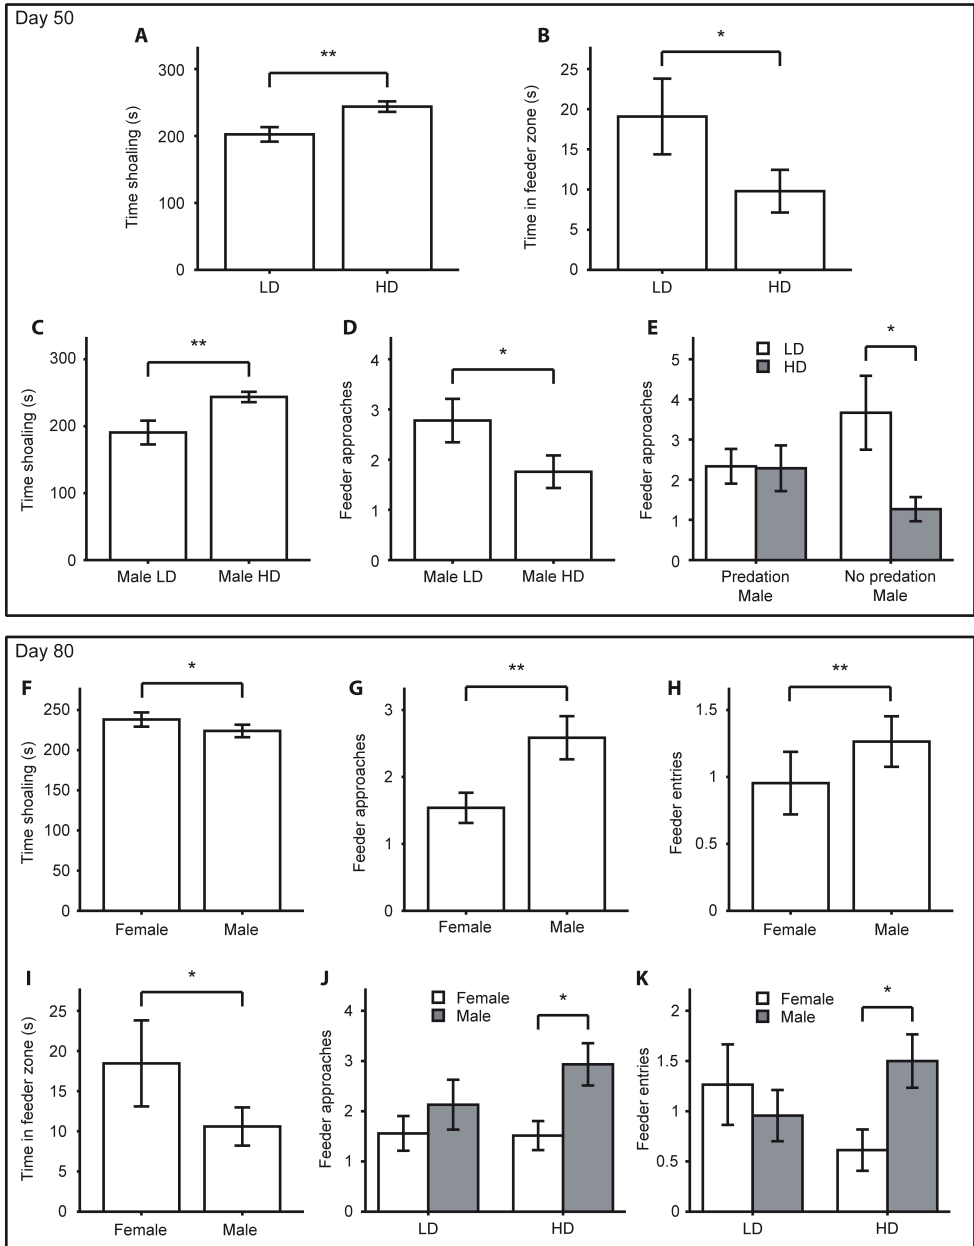 Day 50
A
**
Time shoaling (s)
300
200
100
0
LD HD
B
*
Time in feeder zone (s)
25
20
15
10
5
0
LD HD
C
**
Time shoaling (s)
300
200
100
0
Male LD Male HD
D
*
Feeder approaches
4
3
2
1
0
Male LD Male HD
E
LD
HD
*
Feeder approaches
5
4
3
2
1
0
Predation No predation
Male Male
Day 80
F
*
Time shoaling (s)
250
200
150
100
50
0
Female Male
G
**
Feeder approaches
3
2
1
0
Female Male
H
**
Feeder entries
1.5
1
0.5
0
Female Male
I
*
Time in feeder zone (s)
25
20
15
10
5
0
Female Male
J
Female
Male
*
Feeder approaches
4
3
2
1
0
LD HD
K
Female
Male
*
Feeder entries
2
1.5
1
0.5
0
LD HD